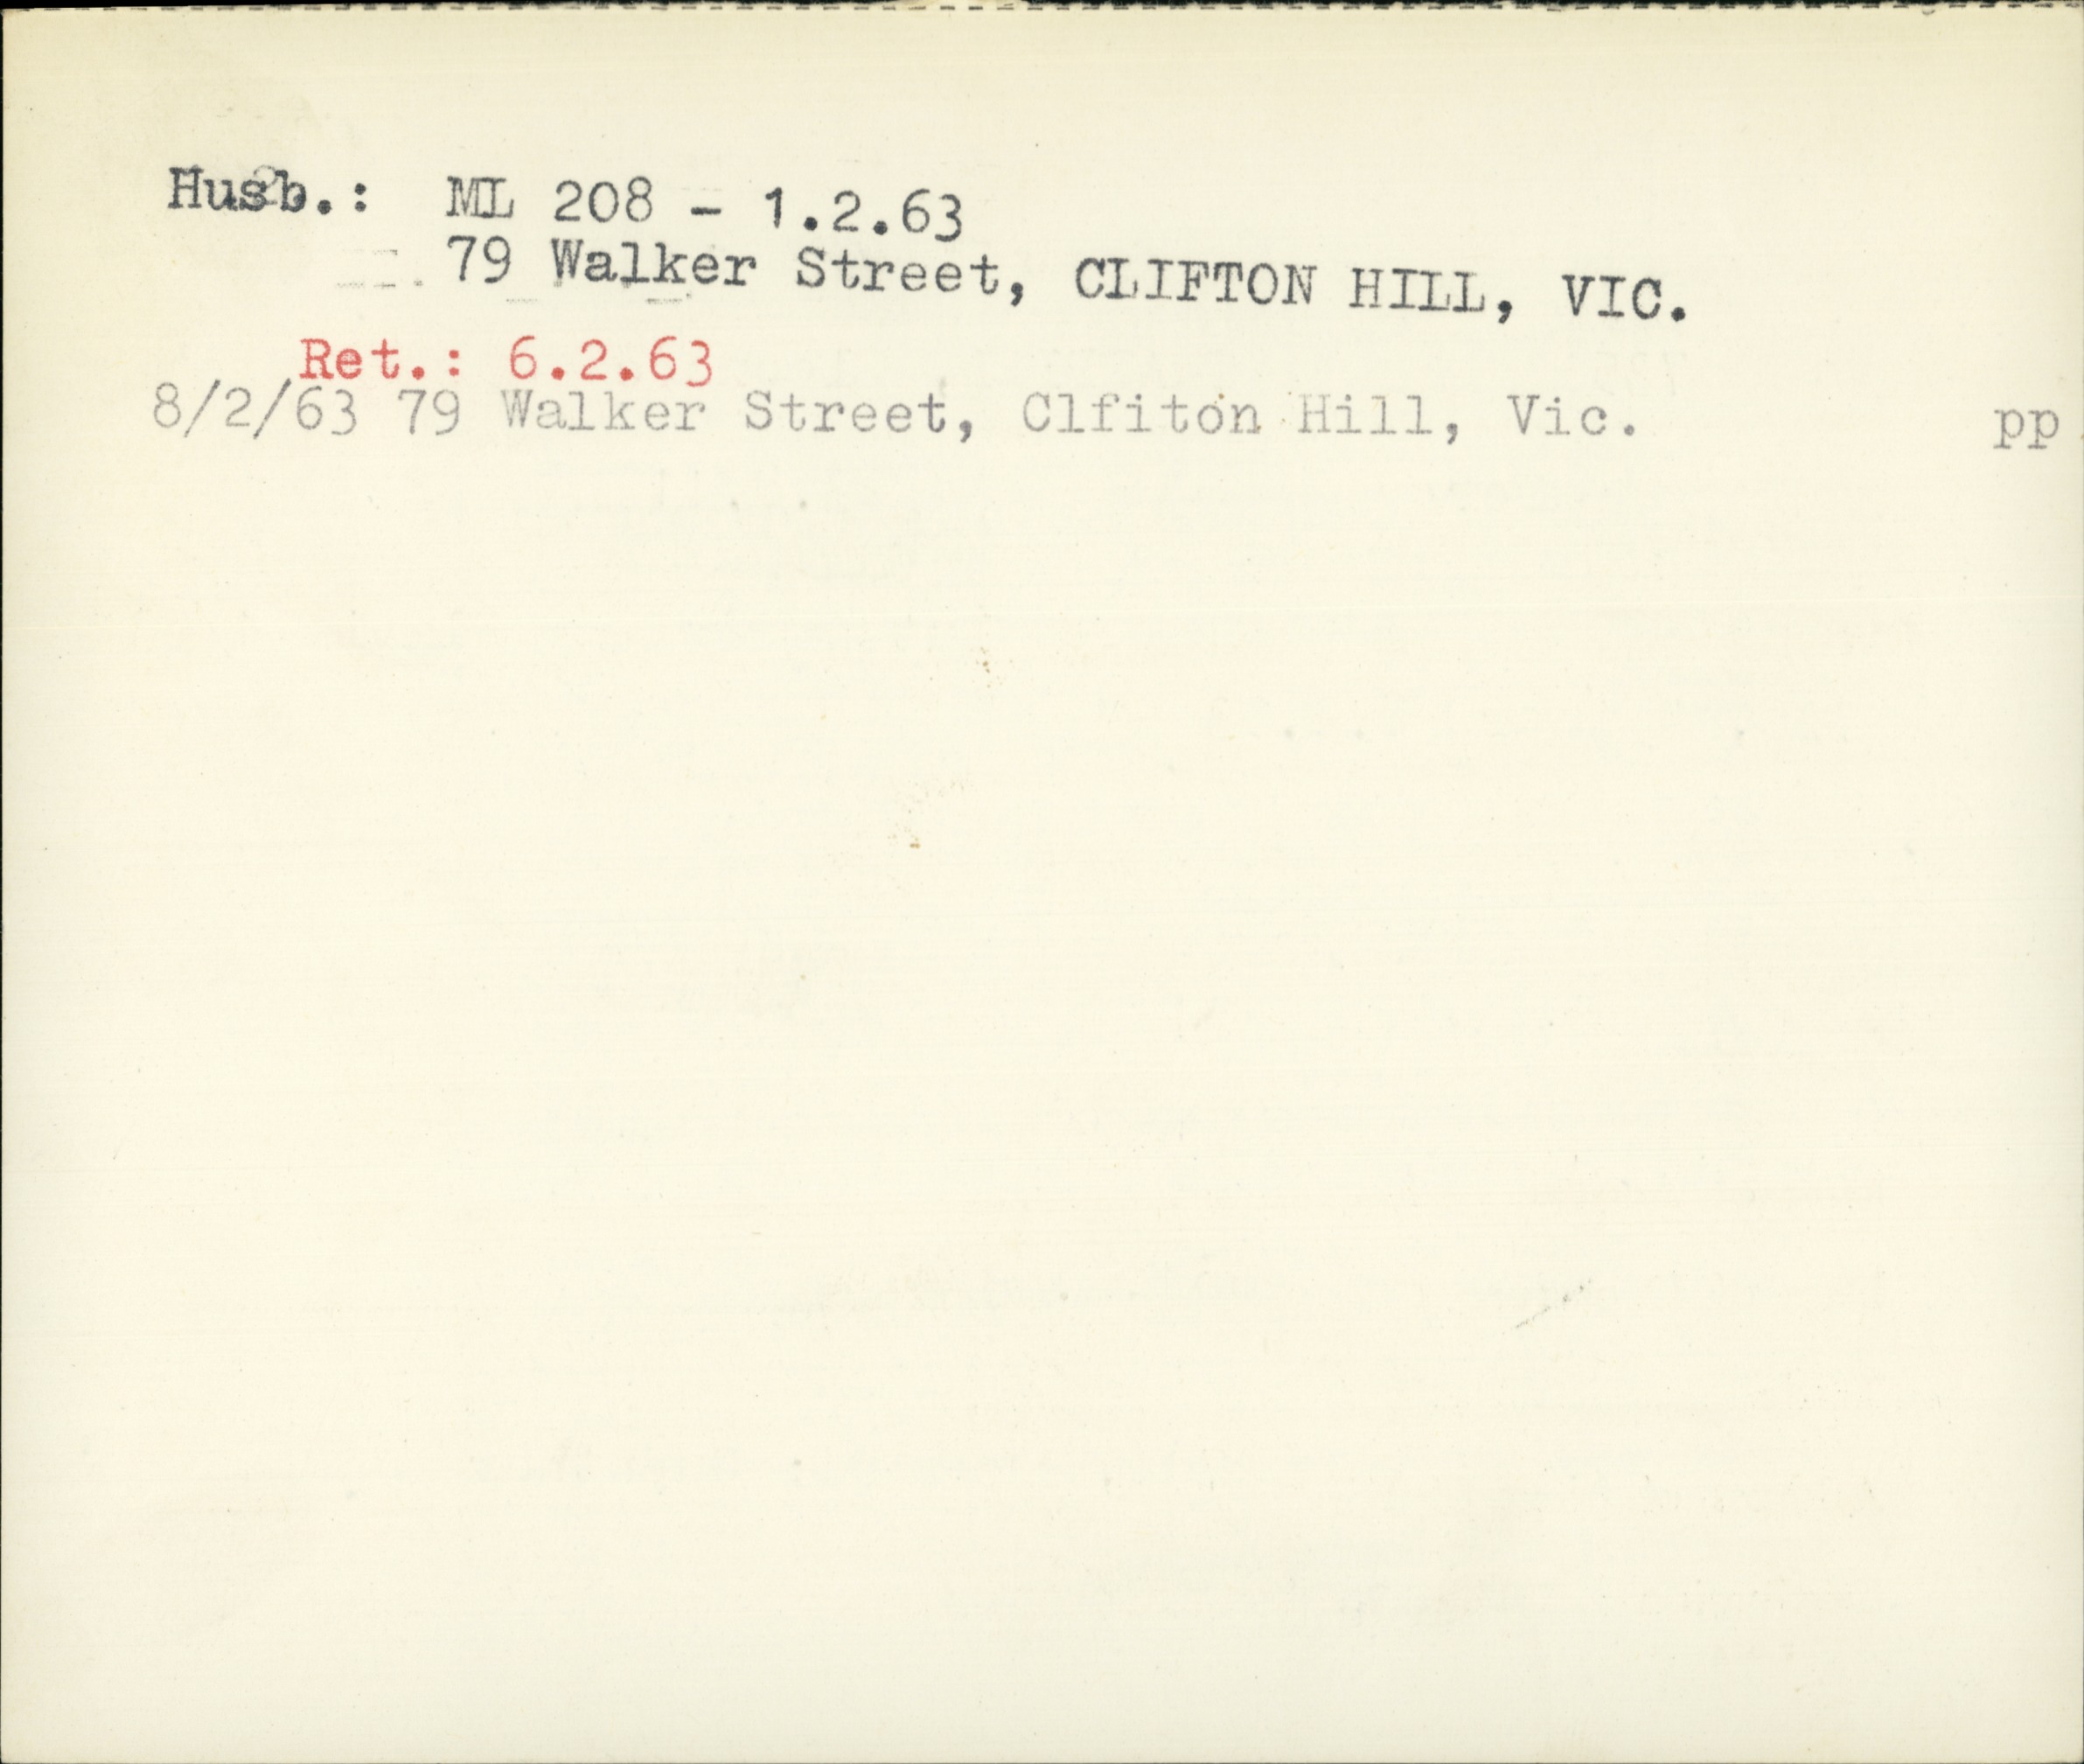 Husb.: ML 208 - 1.2.63
79 Walker Street, CLIFTON HILL, VIC.
Ret.: 6.2.63
8/2/63 79 Walker Street, Clfiton Hill, Vic. pp